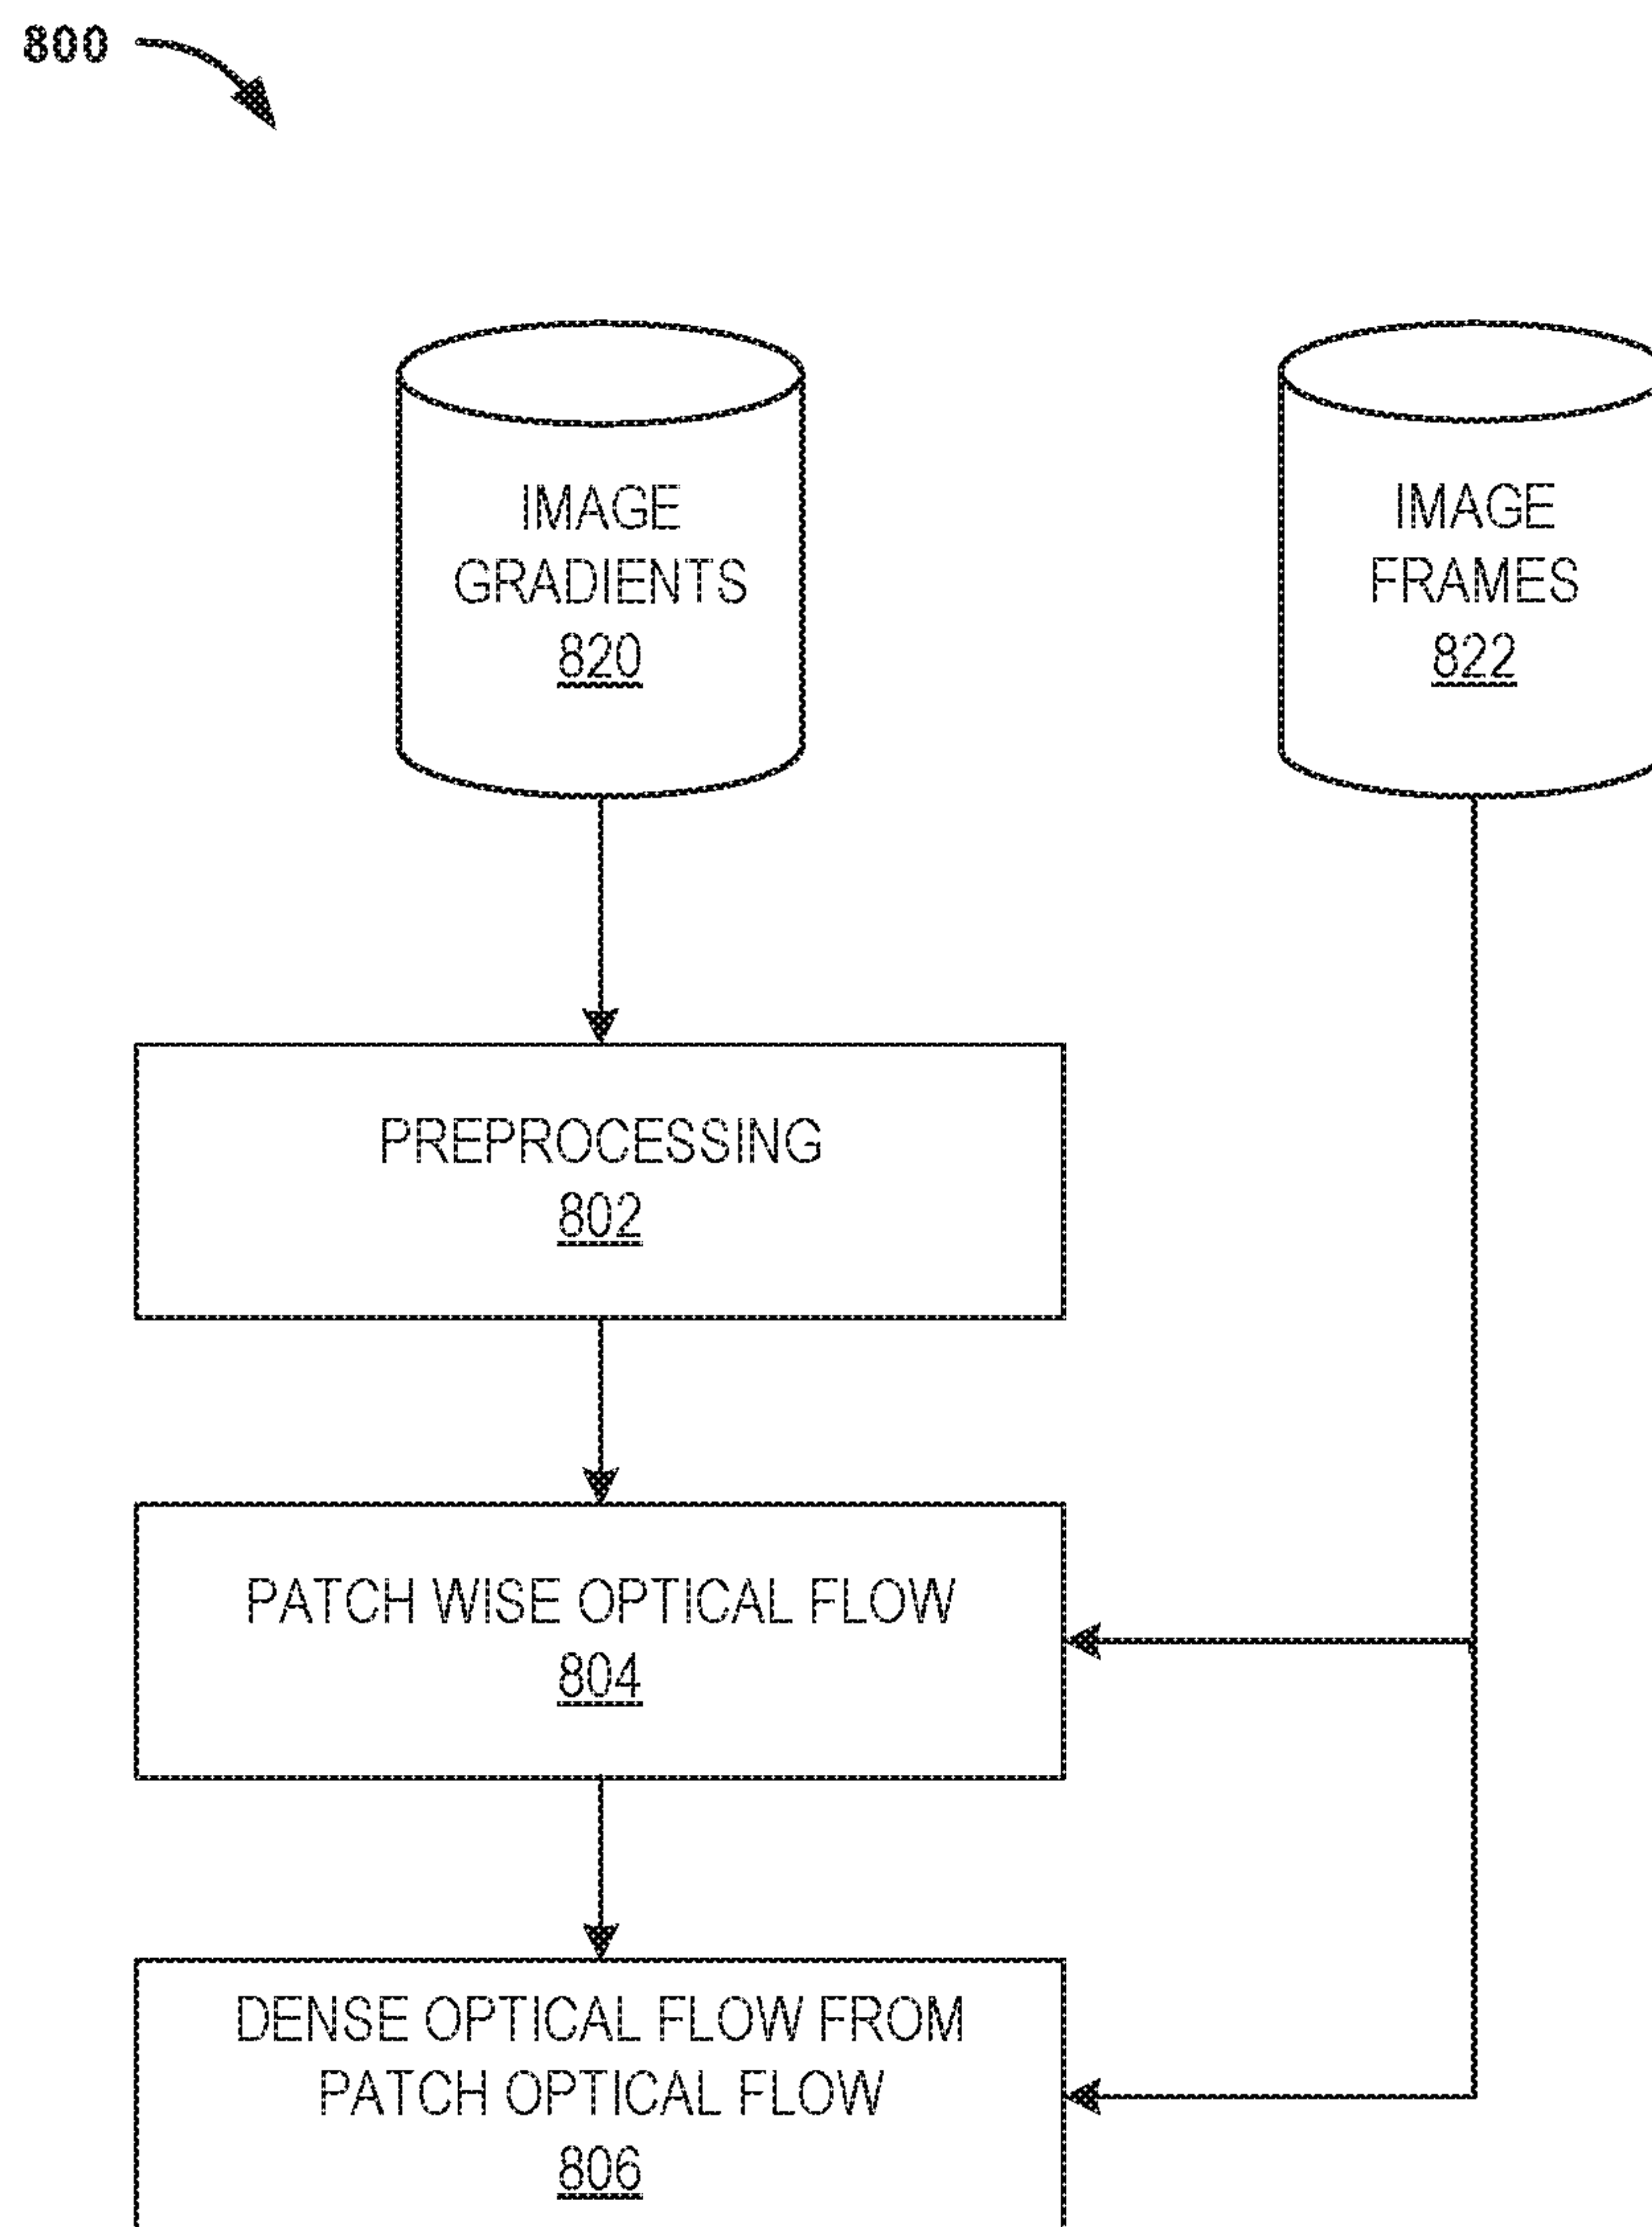 800
IMAGE
GRADIENTS
820
IMAGE
FRAMES
822
PREPROCESSING
802
PATCH WISE OPTICAL FLOW
804
DENSE OPTICAL FLOW FROM
PATCH OPTICAL FLOW
806